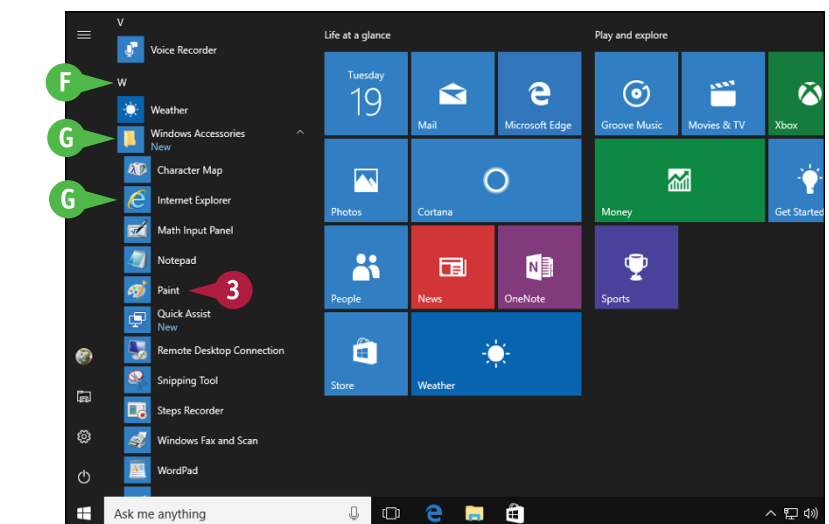 V
Voice Recorder
F
W
Weather
G
Windows Accessories
New
Character Map
G
Internet Explorer
Math Input Panel
Notepad
Paint
3
Quick Assist
New
Remote Desktop Connection
Snipping Tool
Steps Recorder
Windows Fax and Scan
WordPad
Life at a glance
Tuesday
19
Mail
Microsoft Edge
Photos
Cortana
People
News
N
OneNote
Store
Weather
Play and explore
Groove Music
Movies & TV
Xbox
Money
Get Started
Sports
Ask me anything